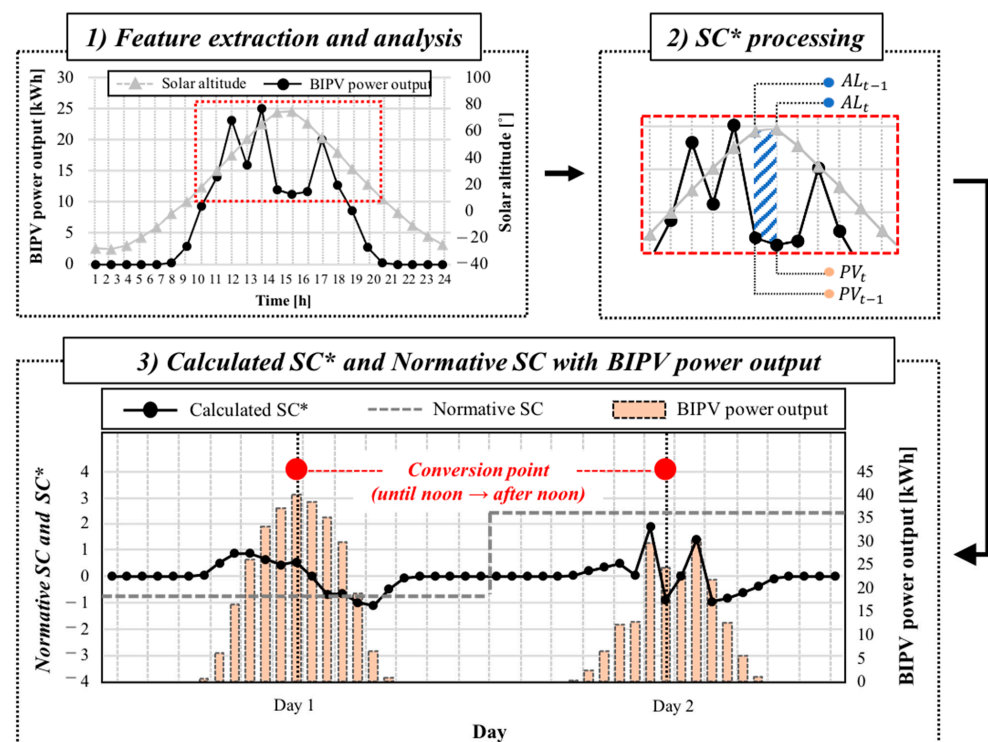 1) Feature extraction and analysis
BIPV power output [kWh]
30
25
20
15
10
5
0
Solar altitude
BIPV power output
100
80
60
40
20
0
−20
−40
Solar altitude [°]
1 2 3 4 5 6 7 8 9 10 11 12 13 14 15 16 17 18 19 20 21 22 23 24
Time [h]
2) SC* processing
ALt−1
ALt
PVt
PVt−1
3) Calculated SC* and Normative SC with BIPV power output
Calculated SC*
Normative SC
BIPV power output
Normative SC and SC*
4
3
2
1
0
−1
−2
−3
−4
Conversion point
(until noon → after noon)
45
40
35
30
25
20
15
10
5
0
BIPV power output [kWh]
Day 1
Day 2
Day